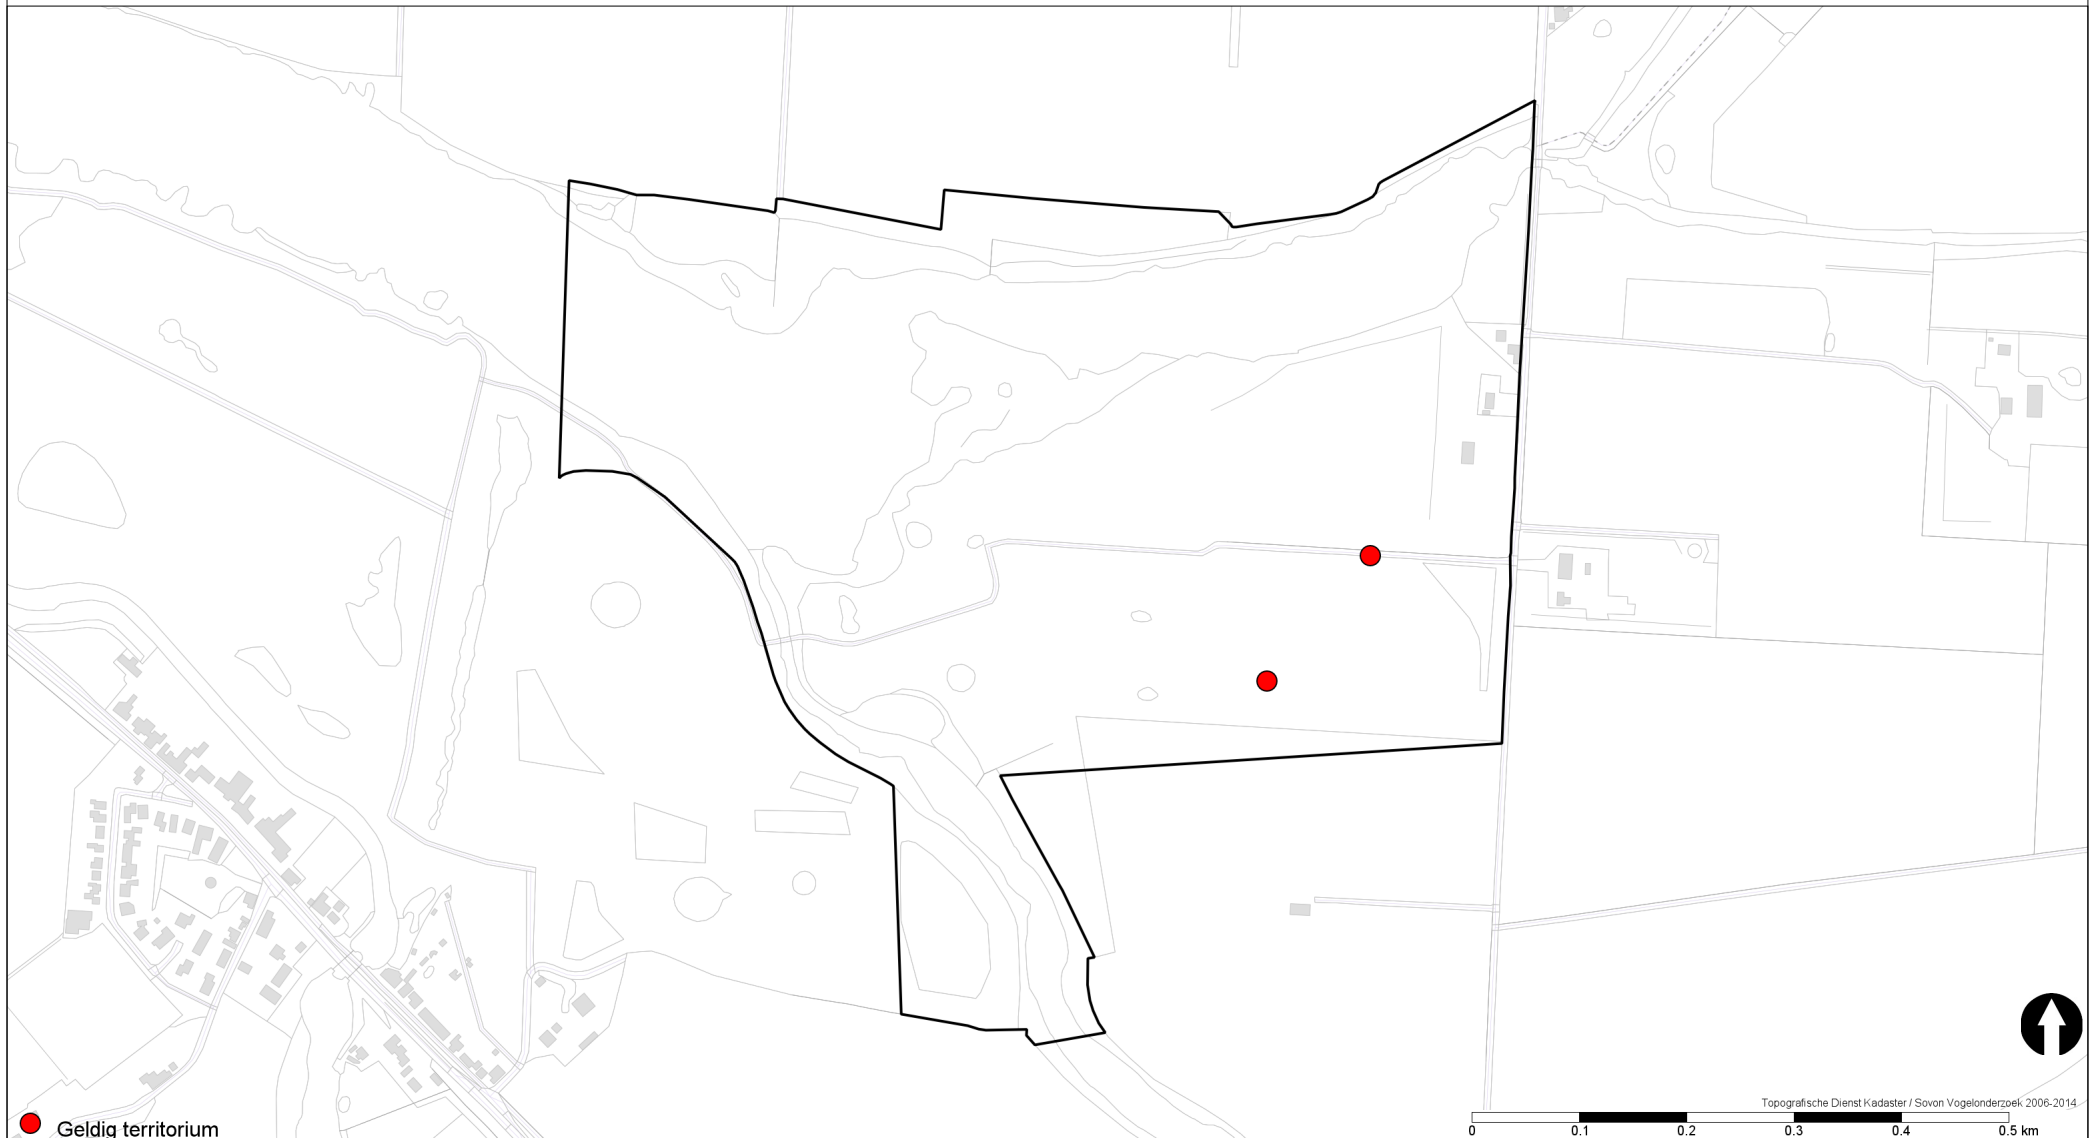 Topografische Dienst Kadaster / Sovon Vogelonderzoek 2006-2014
0 0.1 0.2 0.3 0.4 0.5 km
Geldig territorium